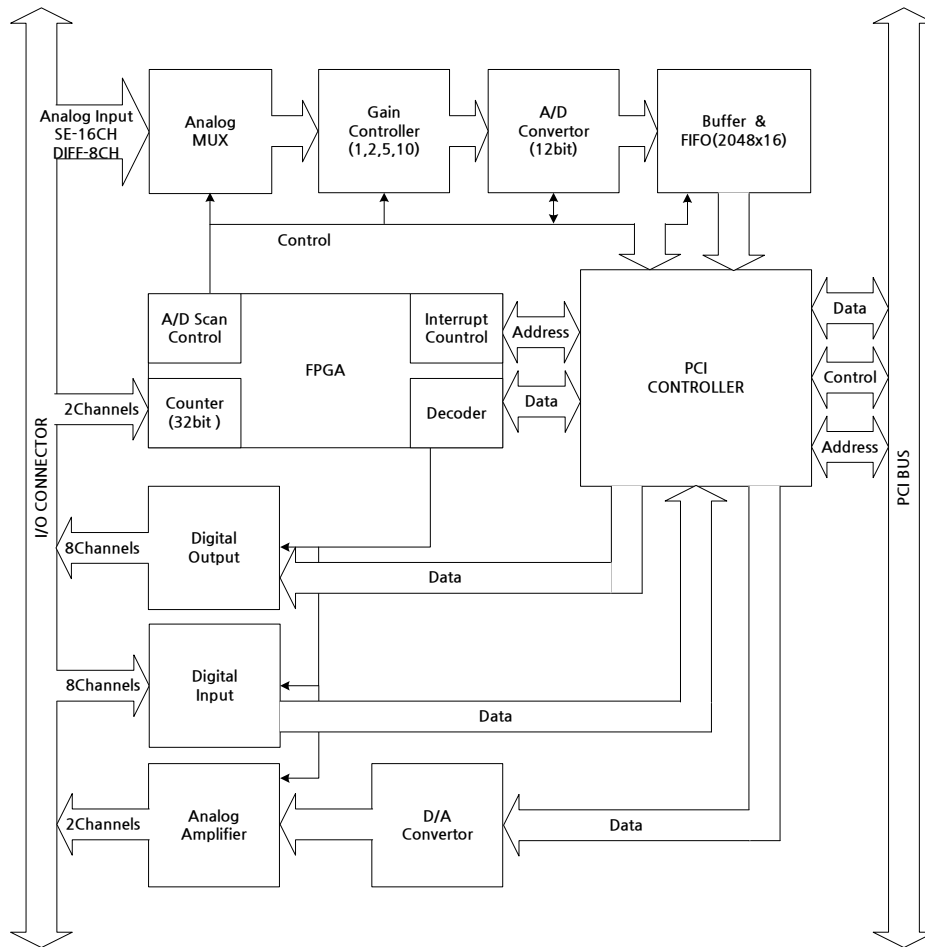 Analog Input
SE-16CH
DIFF-8CH
Analog
MUX
Gain
Controller
(1,2,5,10)
A/D
Convertor
(12bit)
Buffer &
FIFO(2048x16)
Control
A/D Scan
Control
FPGA
Interrupt
Countrol
Counter
(32bit )
Decoder
2Channels
Address
Data
PCI
CONTROLLER
Data
Control
Address
I/O CONNECTOR
PCI BUS
8Channels
Digital
Output
Data
8Channels
Digital
Input
Data
2Channels
Analog
Amplifier
D/A
Convertor
Data